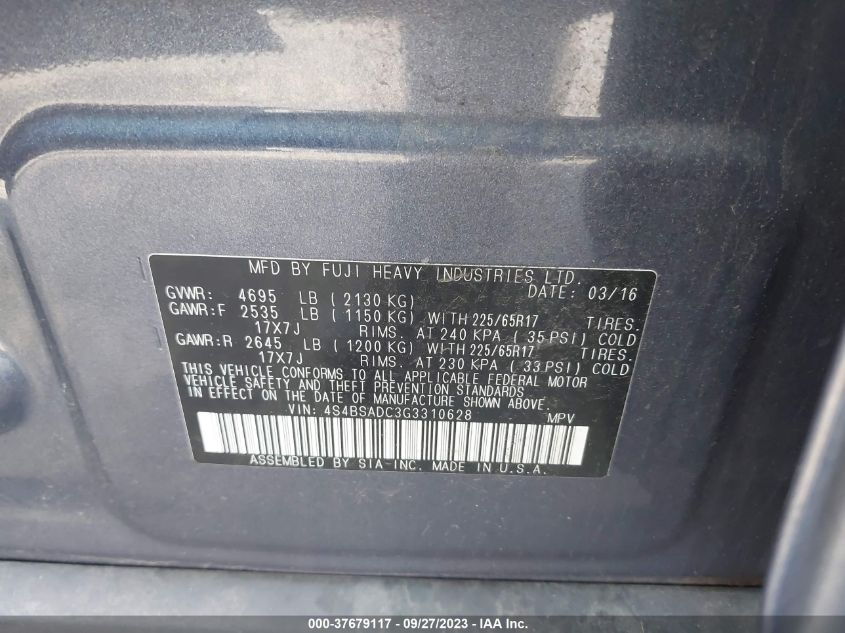 MFD BY FUJI HEAVY INDUSTRIES LTD.
GVWR: 4695 LB ( 2130 KG) DATE: 03/16
GAWR:F 2535 LB ( 1150 KG) WITH 225/65R17 TIRES.
17X7J RIMS. AT 240 KPA ( 35 PSI) COLD
GAWR:R 2645 LB ( 1200 KG) WITH 225/65R17 TIRES.
17X7J RIMS. AT 230 KPA ( 33 PSI) COLD
THIS VEHICLE CONFORMS TO ALL APPLICABLE FEDERAL MOTOR
VEHICLE SAFETY AND THEFT PREVENTION STANDARDS
IN EFFECT ON THE DATE OF MANUFACTURE SHOWN ABOVE.
VIN: 4S4BSADC3G3310628 MPV
ASSEMBLED BY SIA-INC. MADE IN U.S.A.
000-37679117 - 09/27/2023 - IAA Inc.